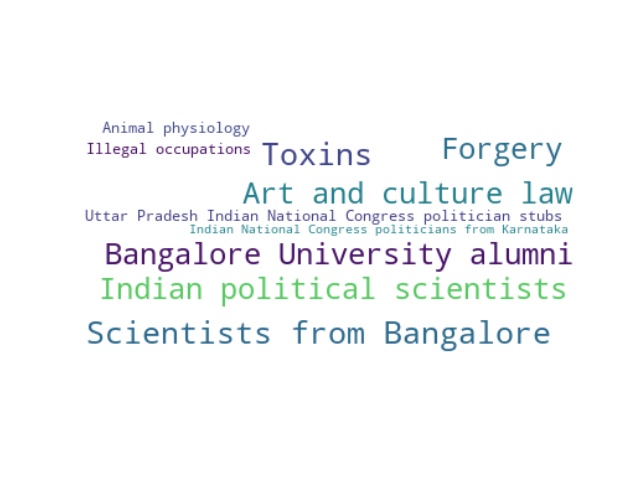 Animal physiology
Illegal occupations
Toxins
Forgery
Art and culture law
Uttar Pradesh Indian National Congress politician stubs
Indian National Congress politicians from Karnataka
Bangalore University alumni
Indian political scientists
Scientists from Bangalore